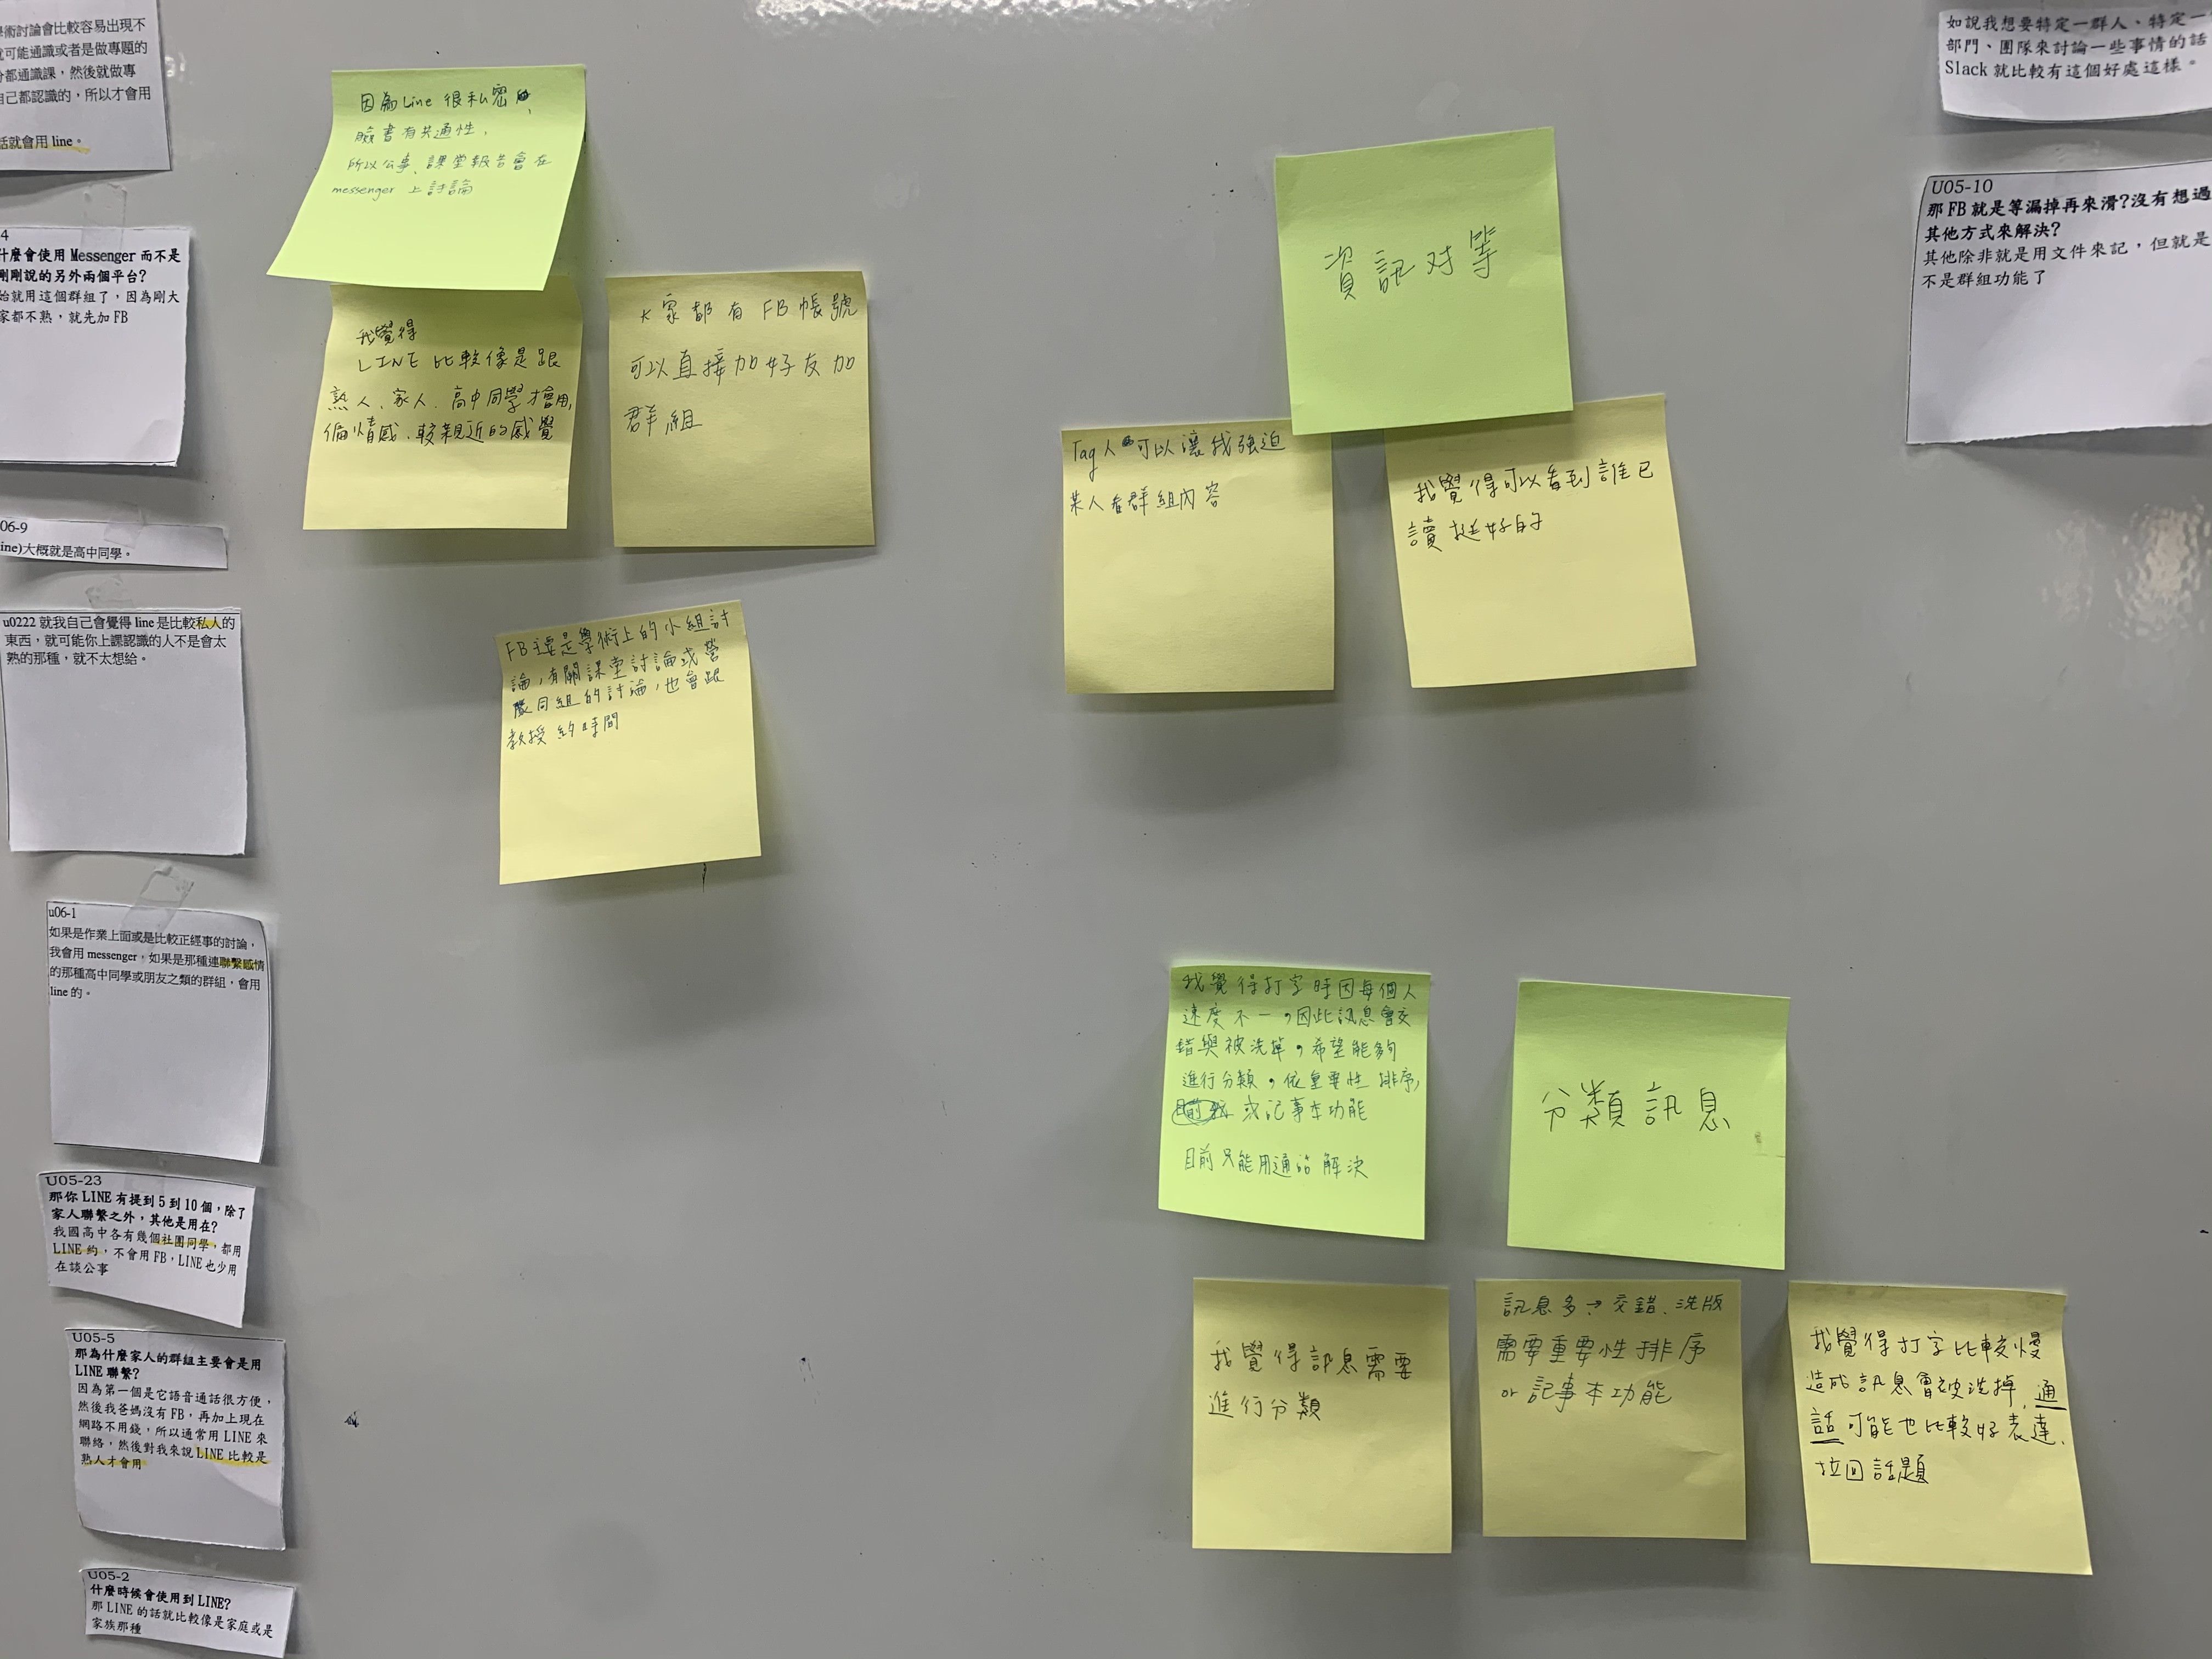 術討論會比較容易出現不
可能通識或者是做專題的
都通識課，然後就做專
自己都認識的，所以才會用
話就會用 line。
4
什麼會使用 Messenger 而不是
剛剛說的另外兩個平台?
始就用這個群組了，因為剛大
家都不熟，就先加 FB
06-9
ine)大概就是高中同學。
u0222 就我自己會覺得 line 是比較私人的
東西，就可能你上課認識的人不是會太
熟的那種，就不太想給。
u06-1
如果是作業上面或是比較正經事的討論，
我會用 messenger，如果是那種連聯繫感情
的那種高中同學或朋友之類的群組，會用
line 的。
U05-23
那你 LINE 有提到 5 到 10 個，除了
家人聯繫之外，其他是用在?
我國高中各有幾個社團同學，都用
LINE 約，不會用 FB，LINE 也少用
在談公事
U05-5
那為什麼家人的群組主要會是用
LINE 聯繫?
因為第一個是它語音通話很方便，
然後我爸媽沒有 FB，再加上現在
網路不用錢，所以通常用 LINE 來
聯絡，然後對我來說 LINE 比較是
熟人才會用
U05-2
什麼時候會使用到 LINE?
那 LINE 的話就比較像是家庭或是
家族那種
因為 Line 很私密，
臉書有共通性，
所以公事、課堂報告會在
messenger 上討論
我覺得
LINE 比較像是跟
熟人、家人、高中同學才會用，
偏情感、較親近的感覺
大家都有 FB 帳號
可以直接加好友加
群組
FB主要是學術上的小組討
論，有關課堂討論或營
隊同組的討論，也會跟
教授約時間
資訊对等
Tag人可以讓我強迫
某人看群組內容
我覺得可以看到誰已
讀挺好的
我覺得打字時因每個人
速度不一，因此訊息會交
錯與被洗掉，希望能夠
進行分類，依重要性排序，
或記事本功能
目前只能用通話解決
分類訊息
我覺得訊息需要
進行分類
訊息多→交錯、洗版
需要重要性排序
or 記事本功能
我覺得打字比較慢
造成訊息會被洗掉，通
話可能也比較好表達、
拉回話題
如說我想要特定一群人、特定一
部門、團隊來討論一些事情的話
Slack 就比較有這個好處這樣。
U05-10
那 FB 就是等漏掉再來滑?沒有想過
其他方式來解決?
其他除非就是用文件來記，但就是
不是群組功能了